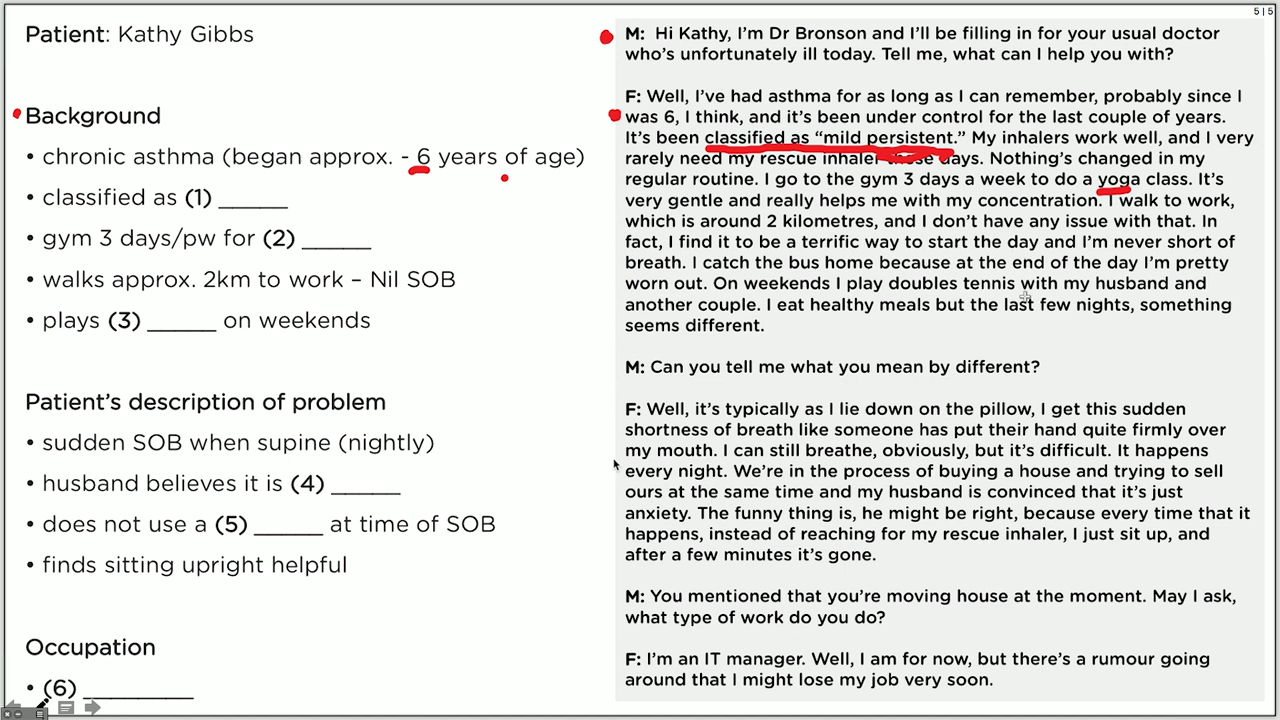 5 | 5
Patient: Kathy Gibbs
Background
• chronic asthma (began approx. - 6 years of age)
• classified as (1) ______
• gym 3 days/pw for (2) ______
• walks approx. 2km to work – Nil SOB
• plays (3) ______ on weekends
Patient's description of problem
• sudden SOB when supine (nightly)
• husband believes it is (4) ______
• does not use a (5) ______ at time of SOB
• finds sitting upright helpful
Occupation
• (6) __________
M: Hi Kathy, I'm Dr Bronson and I'll be filling in for your usual doctor
who's unfortunately ill today. Tell me, what can I help you with?
F: Well, I've had asthma for as long as I can remember, probably since I
was 6, I think, and it's been under control for the last couple of years.
It's been classified as “mild persistent.” My inhalers work well, and I very
rarely need my rescue inhaler these days. Nothing's changed in my
regular routine. I go to the gym 3 days a week to do a yoga class. It's
very gentle and really helps me with my concentration. I walk to work,
which is around 2 kilometres, and I don't have any issue with that. In
fact, I find it to be a terrific way to start the day and I'm never short of
breath. I catch the bus home because at the end of the day I'm pretty
worn out. On weekends I play doubles tennis with my husband and
another couple. I eat healthy meals but the last few nights, something
seems different.
M: Can you tell me what you mean by different?
F: Well, it's typically as I lie down on the pillow, I get this sudden
shortness of breath like someone has put their hand quite firmly over
my mouth. I can still breathe, obviously, but it's difficult. It happens
every night. We're in the process of buying a house and trying to sell
ours at the same time and my husband is convinced that it's just
anxiety. The funny thing is, he might be right, because every time that it
happens, instead of reaching for my rescue inhaler, I just sit up, and
after a few minutes it's gone.
M: You mentioned that you're moving house at the moment. May I ask,
what type of work do you do?
F: I'm an IT manager. Well, I am for now, but there's a rumour going
around that I might lose my job very soon.